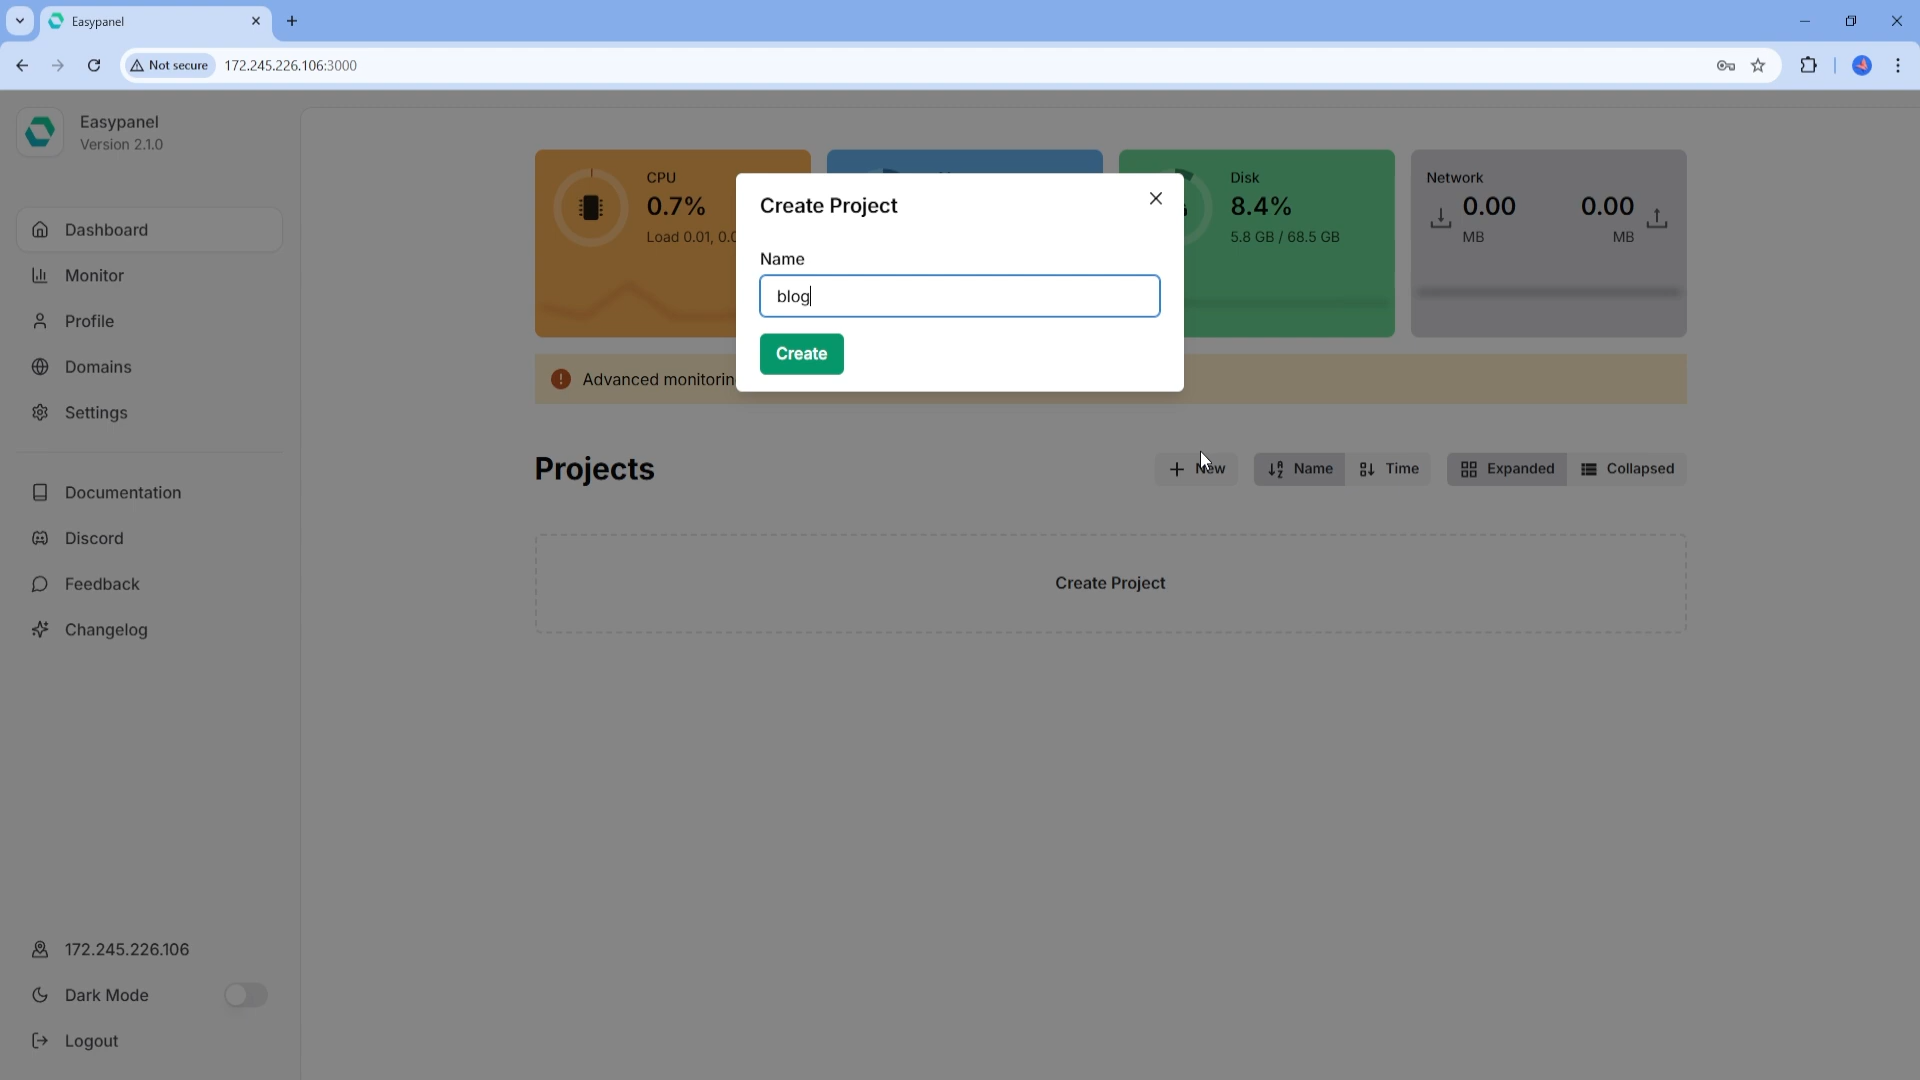 Easypanel
Not secure 172.245.226.106:3000
Easypanel
Version 2.1.0
Dashboard
Monitor
Profile
Domains
Settings
Documentation
Discord
Feedback
Changelog
172.245.226.106
Dark Mode
Logout
CPU
0.7%
Load 0.01, 0.0
Disk
8.4%
5.8 GB / 68.5 GB
Network
0.00
MB
0.00
MB
Create Project
Name
blog
Create
Advanced monitorin
Projects
New
Name
Time
Expanded
Collapsed
Create Project